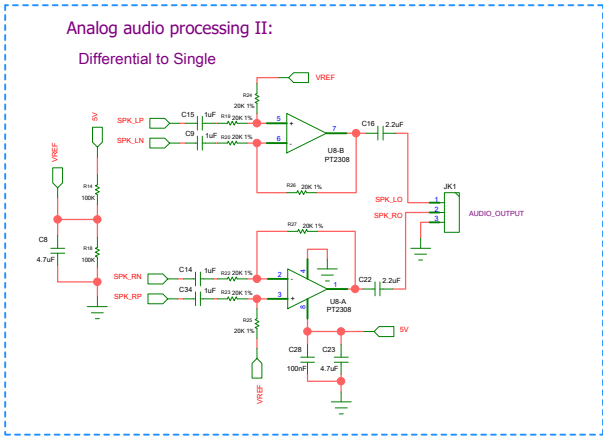 Analog audio processing II:
Differential to Single
VREF
R24
20K 1%
SPK_LP
C15
1uF
R19
20K 1%
5
+
7
C16
2.2uF
SPK_LN
C9
1uF
R20
20K 1%
6
-
U8-B
PT2308
5V
VREF
R14
100K
R26
20K 1%
SPK_LO
SPK_RO
JK1
1
2
3
AUDIO_OUTPUT
C8
4.7uF
R18
100K
R27
20K 1%
SPK_RN
C14
1uF
R22
20K 1%
2
-
4
1
C22
2.2uF
SPK_RP
C34
1uF
R23
20K 1%
3
+
8
U8-A
PT2308
R25
20K 1%
5V
C28
100nF
C23
4.7uF
VREF